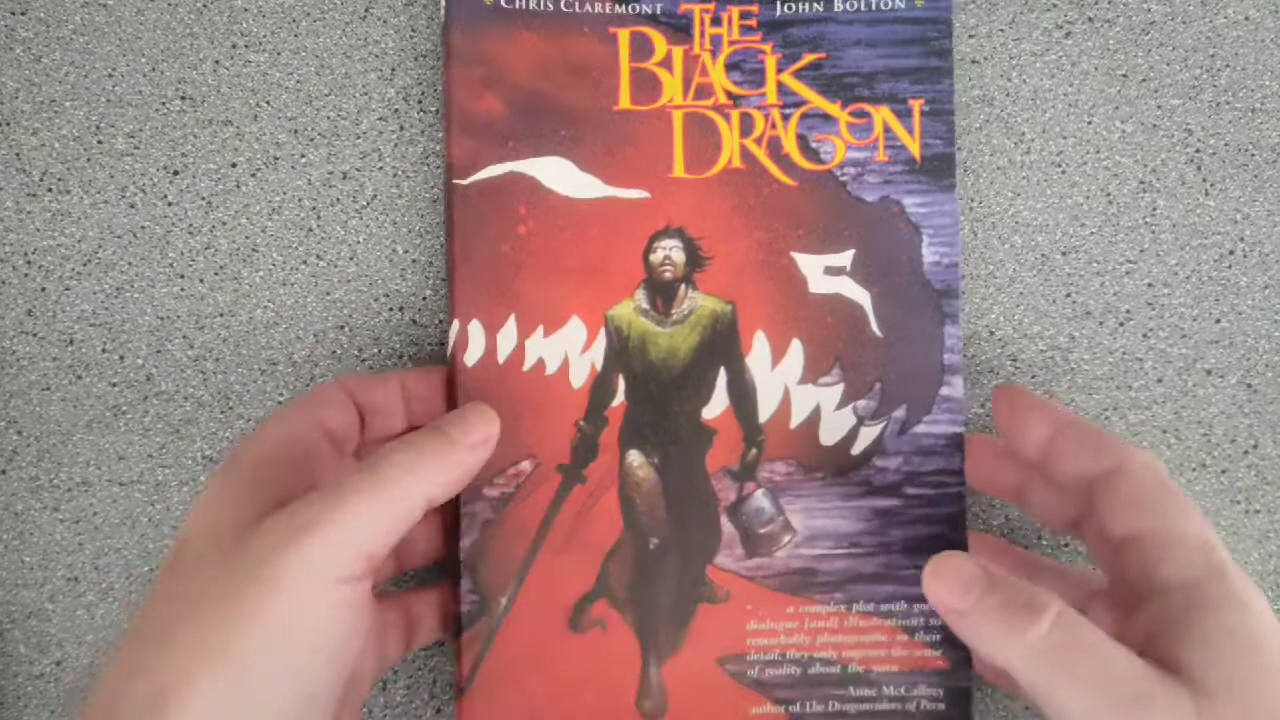 CHRIS CLAREMONT JOHN BOLTON
THE
BLACK
DRAGON
". . . a complex plot with
dialogue [and] illustrations so
remarkably photographic in their
detail, they only improve the sense
of reality about the yarn . . .
—Anne McCaffrey
author of The Dragonriders of Pern